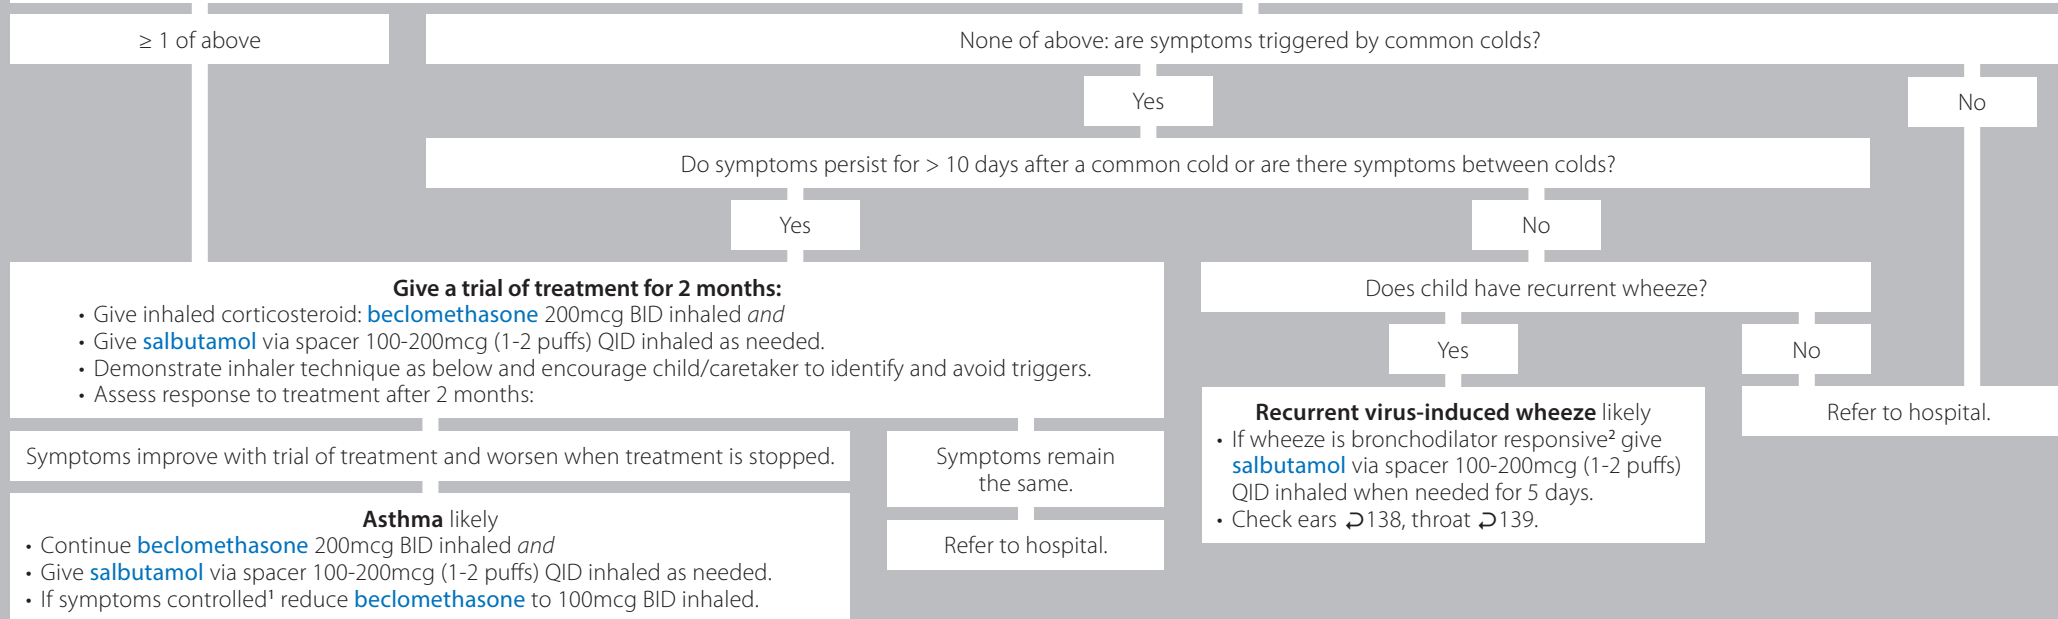 ≥ 1 of above
None of above: are symptoms triggered by common colds?
Yes
No
Do symptoms persist for > 10 days after a common cold or are there symptoms between colds?
Yes
No
Give a trial of treatment for 2 months:
• Give inhaled corticosteroid: beclomethasone 200mcg BID inhaled and
• Give salbutamol via spacer 100-200mcg (1-2 puffs) QID inhaled as needed.
• Demonstrate inhaler technique as below and encourage child/caretaker to identify and avoid triggers.
• Assess response to treatment after 2 months:
Does child have recurrent wheeze?
Yes
No
Symptoms improve with trial of treatment and worsen when treatment is stopped.
Symptoms remain
the same.
Recurrent virus-induced wheeze likely
• If wheeze is bronchodilator responsive² give
salbutamol via spacer 100-200mcg (1-2 puffs)
QID inhaled when needed for 5 days.
• Check ears ⮌138, throat ⮌139.
Refer to hospital.
Asthma likely
• Continue beclomethasone 200mcg BID inhaled and
• Give salbutamol via spacer 100-200mcg (1-2 puffs) QID inhaled as needed.
• If symptoms controlled¹ reduce beclomethasone to 100mcg BID inhaled.
Refer to hospital.